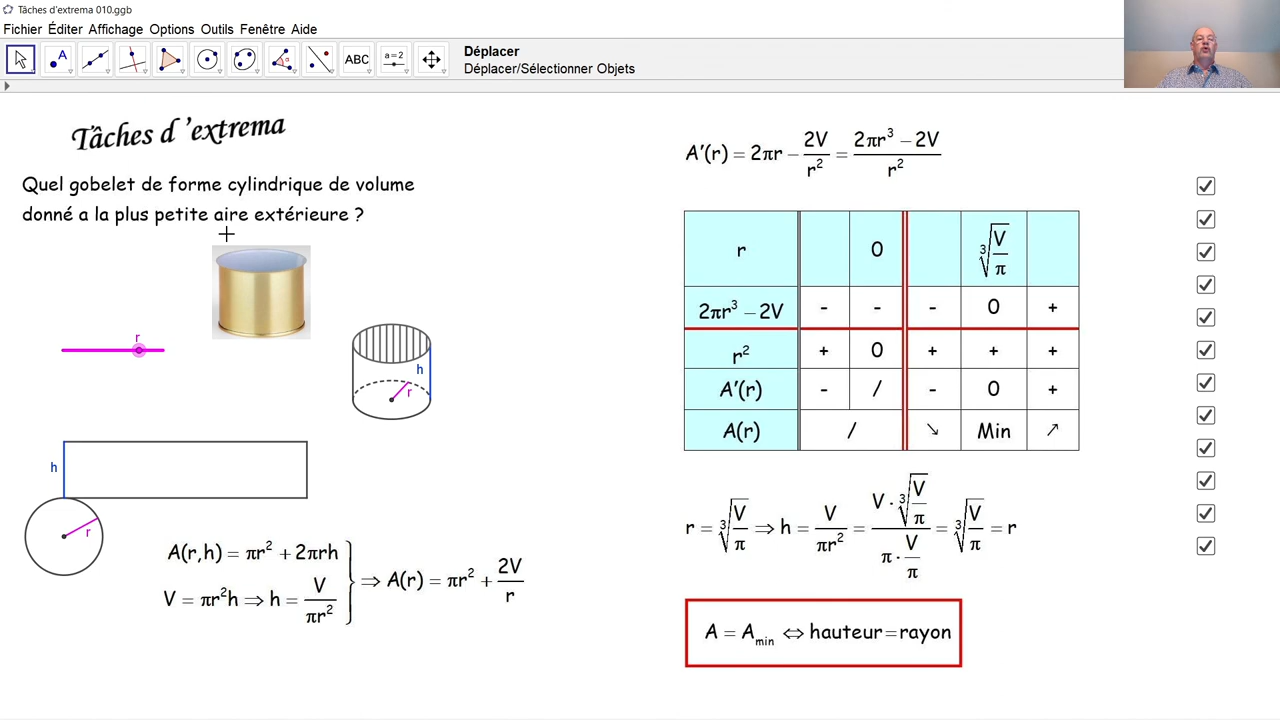 Tâches d'extrema 010.ggb
Fichier Éditer Affichage Options Outils Fenêtre Aide
A ABC a=2
Déplacer
Déplacer/Sélectionner Objets
Tâches d 'extrema
Quel gobelet de forme cylindrique de volume
donné a la plus petite aire extérieure ?
r
h
r
h
r
A(r,h) = πr² + 2πrh
V = πr²h ⇒ h = V/(πr²)
⇒ A(r) = πr² + 2V/r
A'(r) = 2πr − 2V/r² = (2πr³ − 2V)/r²
r 0 ∛(V/π)
2πr³ − 2V - - - 0 +
r² + 0 + + +
A'(r) - / - 0 +
A(r) / ↘ Min ↗
r = ∛(V/π) ⇒ h = V/(πr²) = (V · ∛(V/π))/(π · V/π) = ∛(V/π) = r
A = Amin ⇔ hauteur=rayon